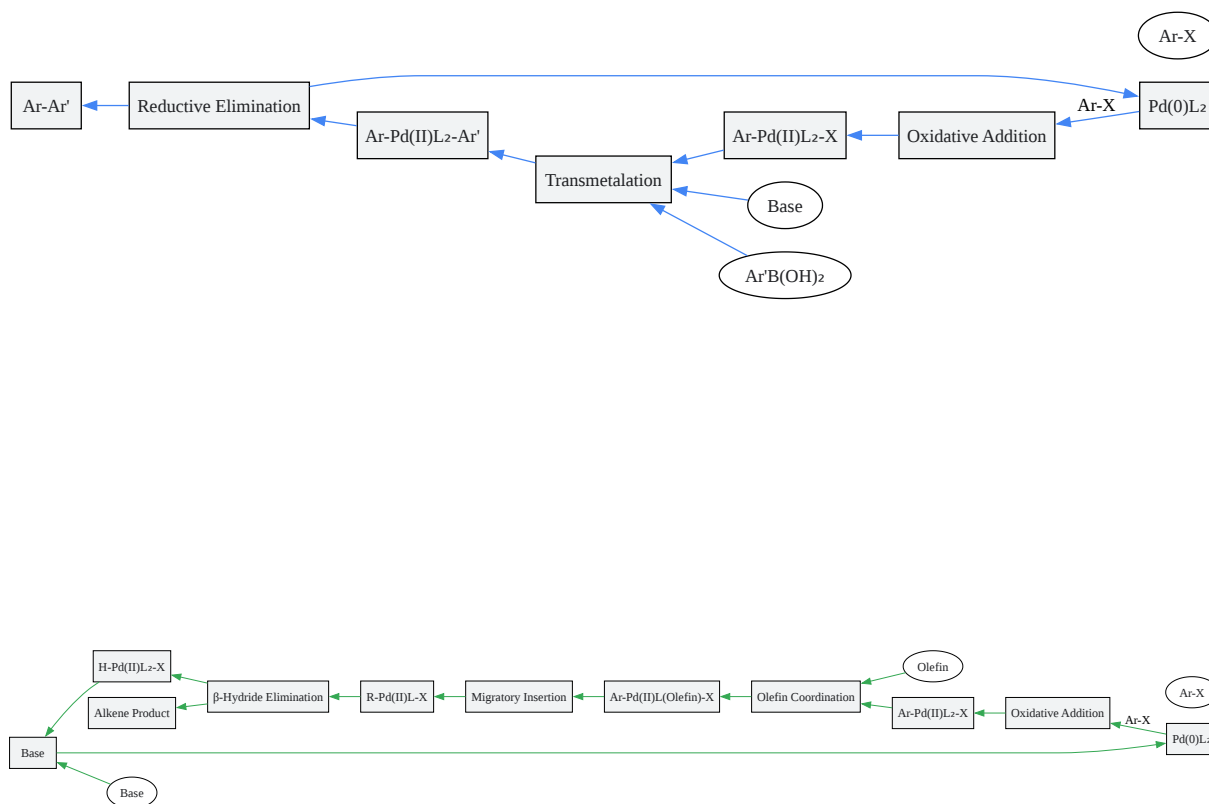 Ar-X
Ar-Ar'
Reductive Elimination
Ar-Pd(II)L₂-Ar'
Transmetalation
Ar-Pd(II)L₂-X
Base
Ar'B(OH)₂
Oxidative Addition
Ar-X
Pd(0)L₂
H-Pd(II)L₂-X
Alkene Product
β-Hydride Elimination
R-Pd(II)L-X
Migratory Insertion
Ar-Pd(II)L(Olefin)-X
Olefin Coordination
Olefin
Ar-Pd(II)L₂-X
Oxidative Addition
Ar-X
Ar-X
Pd(0)L₂
Base
Base